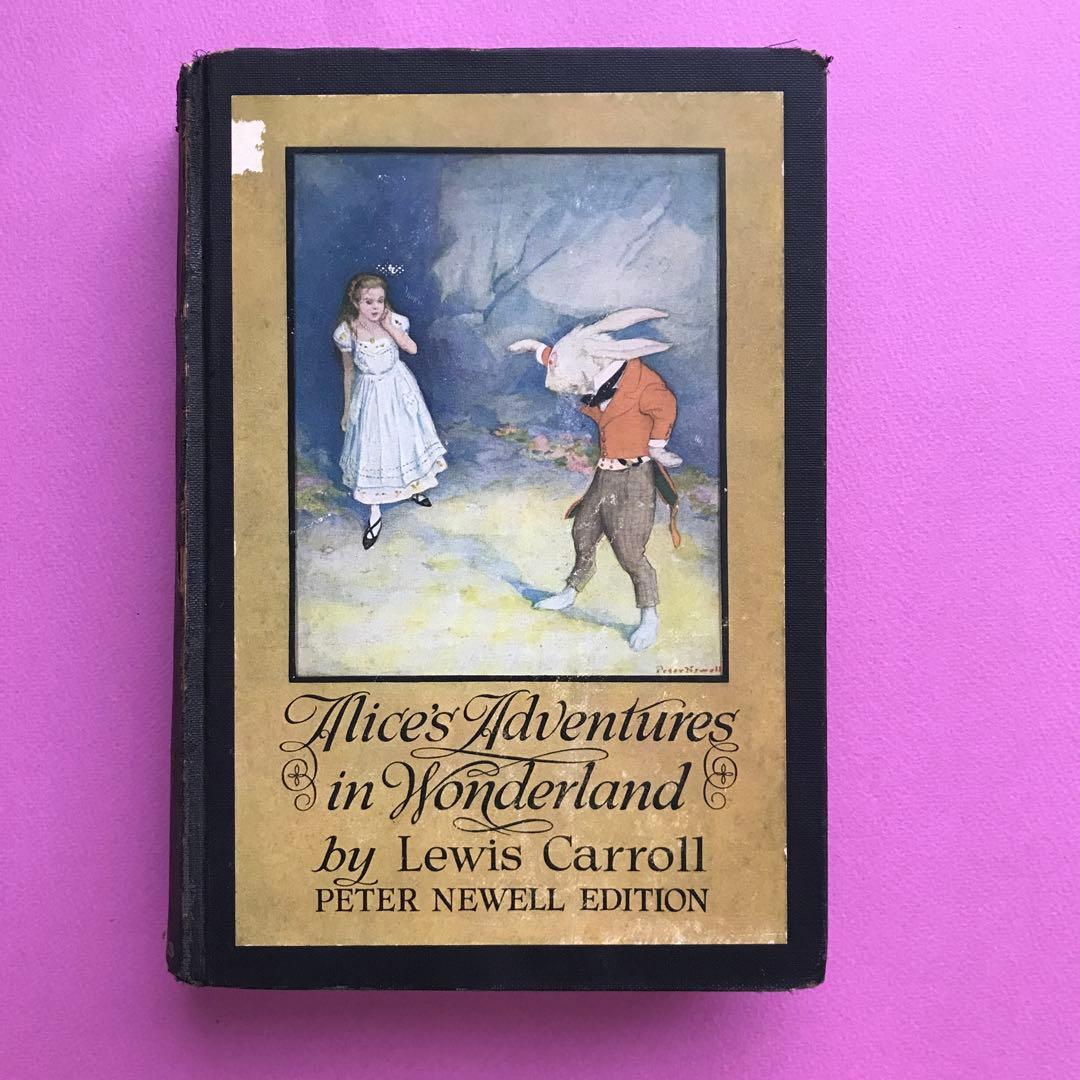 Peter Newell
Alice's Adventures
in Wonderland
by Lewis Carroll
PETER NEWELL EDITION